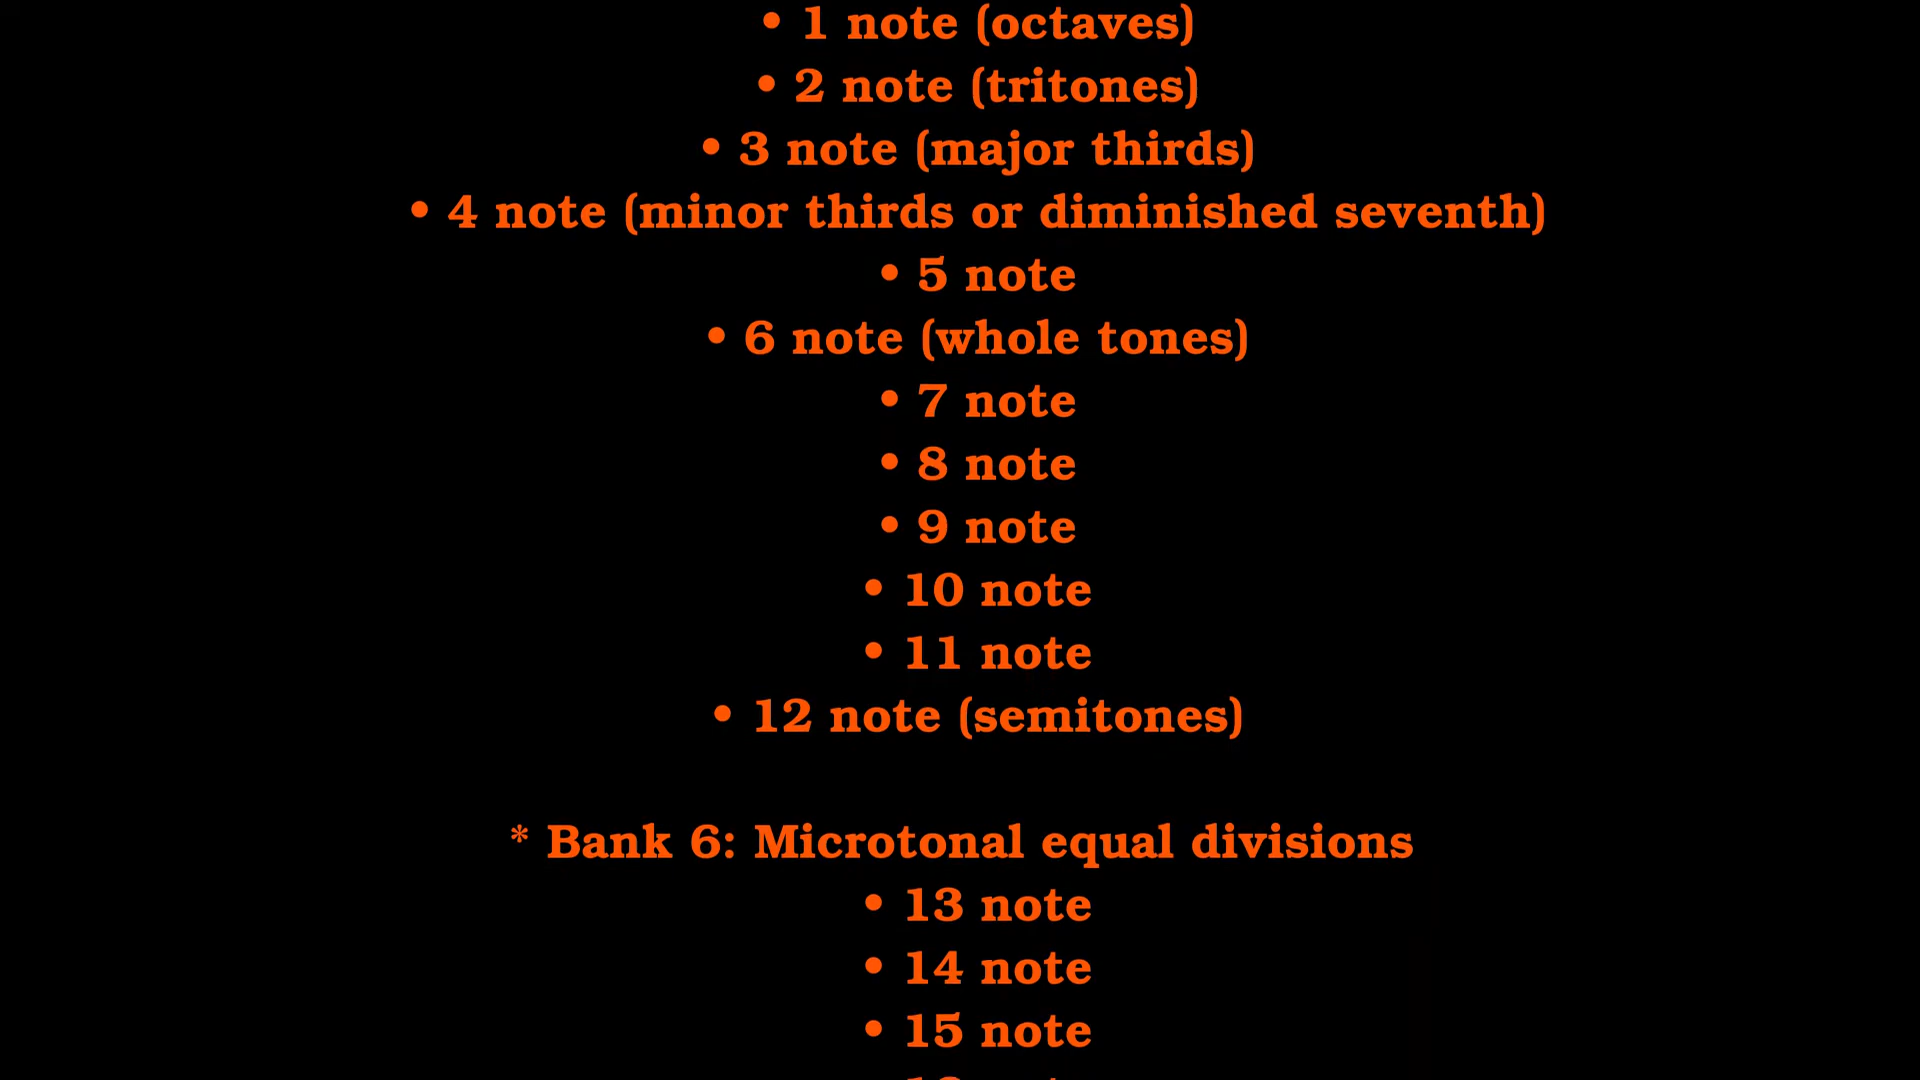 • 1 note (octaves)
• 2 note (tritones)
• 3 note (major thirds)
• 4 note (minor thirds or diminished seventh)
• 5 note
• 6 note (whole tones)
• 7 note
• 8 note
• 9 note
• 10 note
• 11 note
• 12 note (semitones)
* Bank 6: Microtonal equal divisions
• 13 note
• 14 note
• 15 note